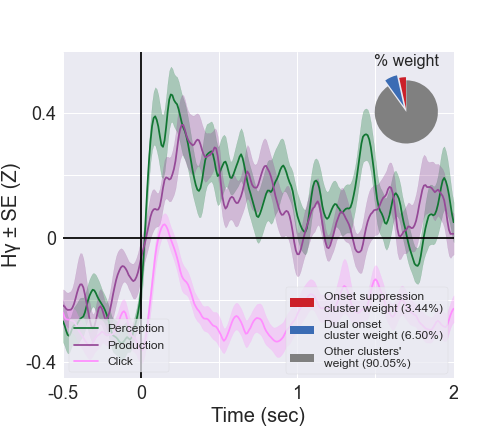 % weight
0.4
0
-0.4
Hγ ± SE (Z)
Perception
Production
Click
Onset suppression
cluster weight (3.44%)
Dual onset
cluster weight (6.50%)
Other clusters'
weight (90.05%)
-0.5
0
1
2
Time (sec)